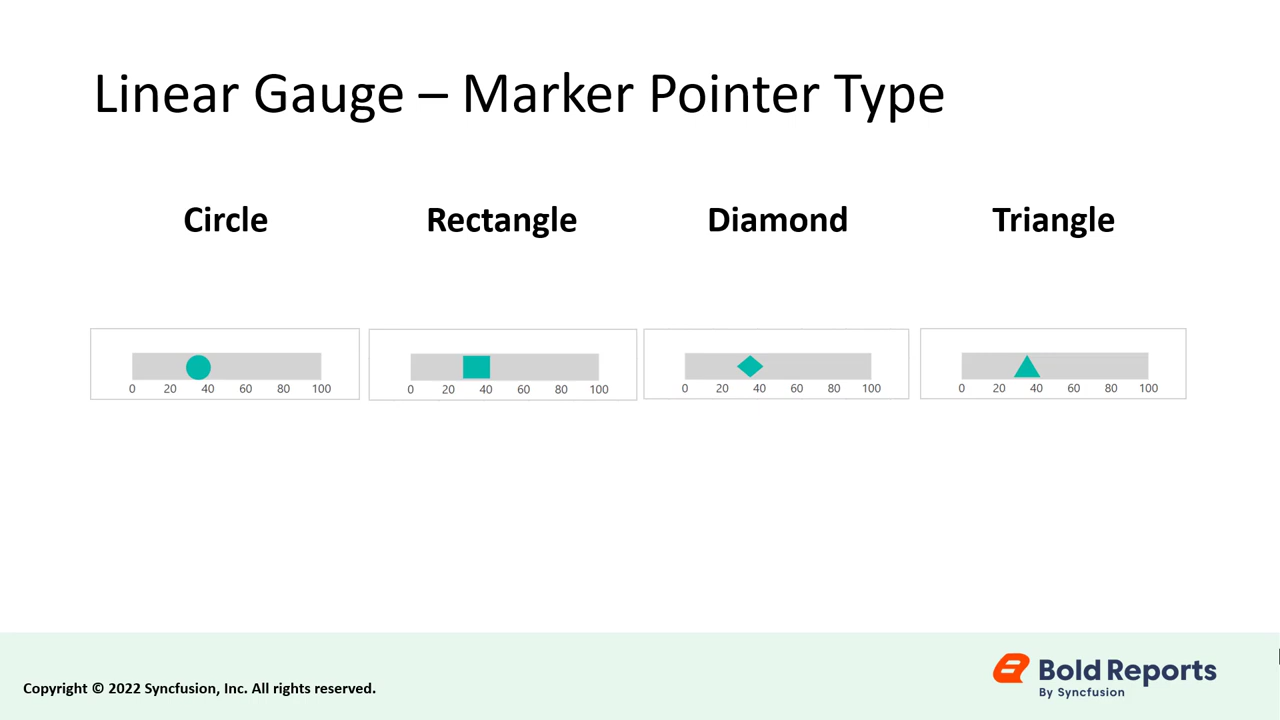 Linear Gauge – Marker Pointer Type
Circle
Rectangle
Diamond
Triangle
0 20 40 60 80 100
0 20 40 60 80 100
0 20 40 60 80 100
0 20 40 60 80 100
Copyright © 2022 Syncfusion, Inc. All rights reserved.
Bold Reports
By Syncfusion